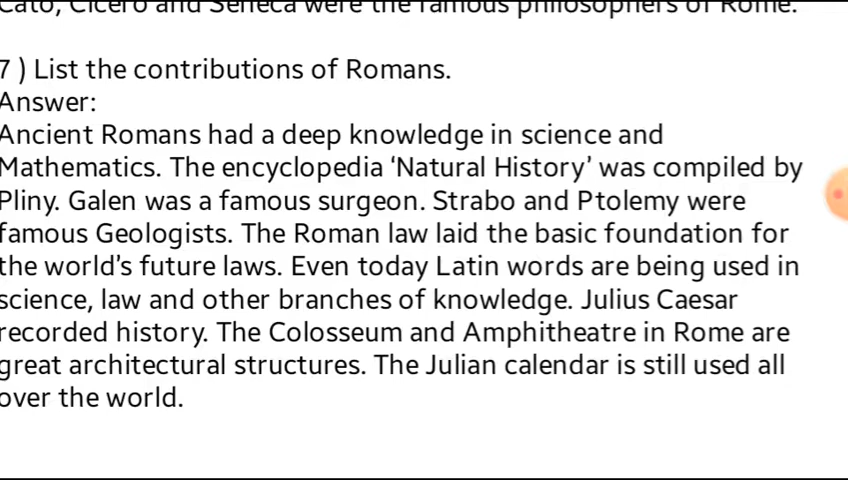 Cato, Cicero and Seneca were the famous philosophers of Rome.
7 ) List the contributions of Romans.
Answer:
Ancient Romans had a deep knowledge in science and
Mathematics. The encyclopedia ‘Natural History’ was compiled by
Pliny. Galen was a famous surgeon. Strabo and Ptolemy were
famous Geologists. The Roman law laid the basic foundation for
the world's future laws. Even today Latin words are being used in
science, law and other branches of knowledge. Julius Caesar
recorded history. The Colosseum and Amphitheatre in Rome are
great architectural structures. The Julian calendar is still used all
over the world.